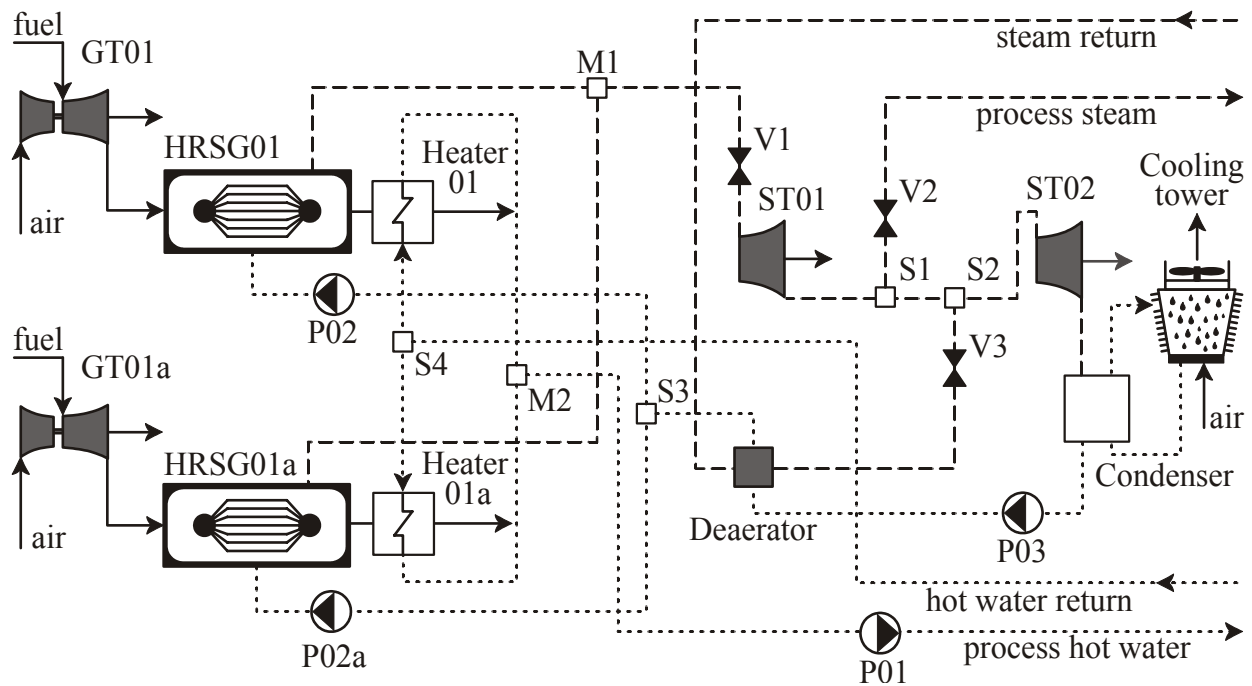 fuel
GT01
M1
steam return
process steam
HRSG01
Heater
01
V1
V2
ST02
Cooling
tower
air
ST01
S1
S2
P02
S4
V3
fuel
GT01a
M2
S3
air
HRSG01a
Heater
01a
Condenser
air
Deaerator
P03
hot water return
P02a
P01
process hot water